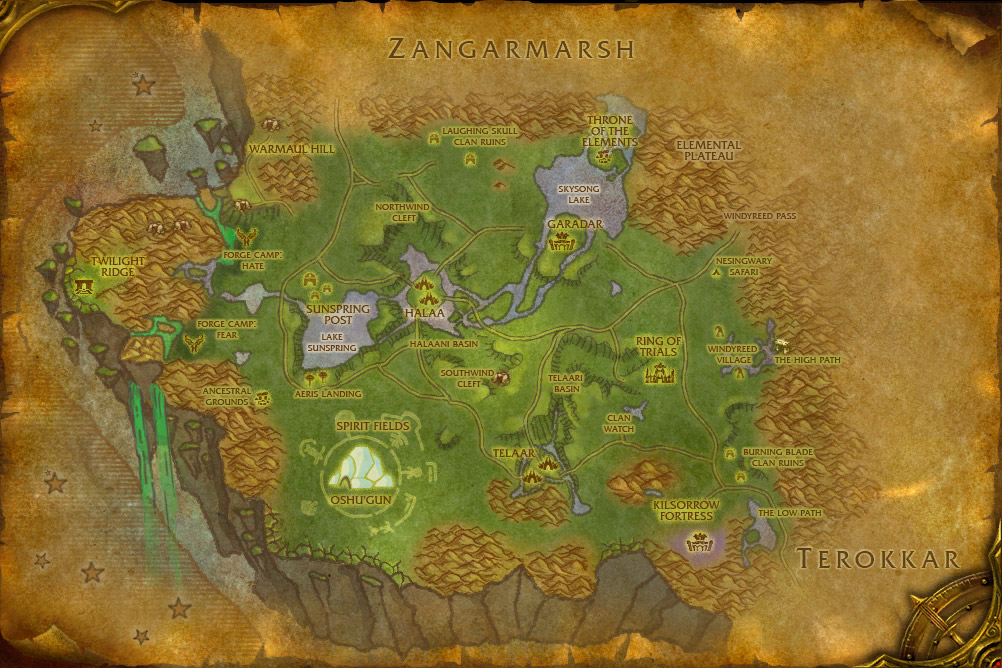 ZANGARMARSH
THRONE
OF THE
ELEMENTS
LAUGHING SKULL
CLAN RUINS
WARMAUL HILL
ELEMENTAL
PLATEAU
SKYSONG
LAKE
NORTHWIND
CLEFT
WINDYREED PASS
GARADAR
FORGE CAMP:
HATE
TWILIGHT
RIDGE
NESINGWARY
SAFARI
SUNSPRING
POST
HALAA
LAKE
SUNSPRING
FORGE CAMP:
FEAR
HALAANI BASIN
RING OF
TRIALS
WINDYREED
VILLAGE
THE HIGH PATH
SOUTHWIND
CLEFT
TELAARI
BASIN
ANCESTRAL
GROUNDS
AERIS LANDING
CLAN
WATCH
SPIRIT FIELDS
TELAAR
BURNING BLADE
CLAN RUINS
OSHU'GUN
KILSORROW
FORTRESS
THE LOW PATH
TEROKKAR